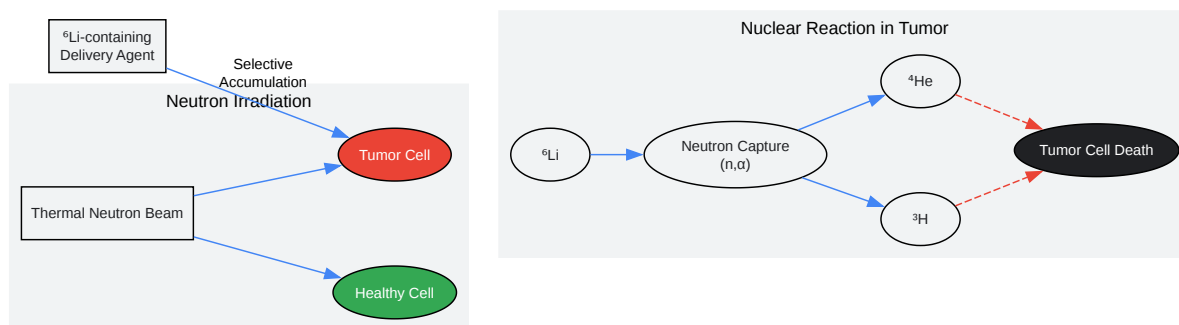 ⁶Li-containing
Delivery Agent
Selective
Accumulation
Neutron Irradiation
Tumor Cell
Thermal Neutron Beam
Healthy Cell
Nuclear Reaction in Tumor
⁶Li
Neutron Capture
(n,α)
⁴He
³H
Tumor Cell Death